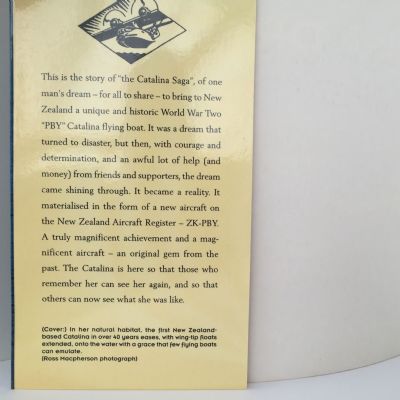 This is the story of "the Catalina Saga", of one
man's dream – for all to share – to bring to New
Zealand a unique and historic World War Two
"PBY" Catalina flying boat. It was a dream that
turned to disaster, but then, with courage and
determination, and an awful lot of help (and
money) from friends and supporters, the dream
came shining through. It became a reality. It
materialised in the form of a new aircraft on
the New Zealand Aircraft Register – ZK-PBY.
A truly magnificent achievement and a mag-
nificent aircraft – an original gem from the
past. The Catalina is here so that those who
remember her can see her again, and so that
others can now see what she was like.
(Cover:) In her natural habitat, the first New Zealand-
based Catalina in over 40 years eases, with wing-tip floats
extended, onto the water with a grace that few flying boats
can emulate.
(Ross Macpherson photograph)